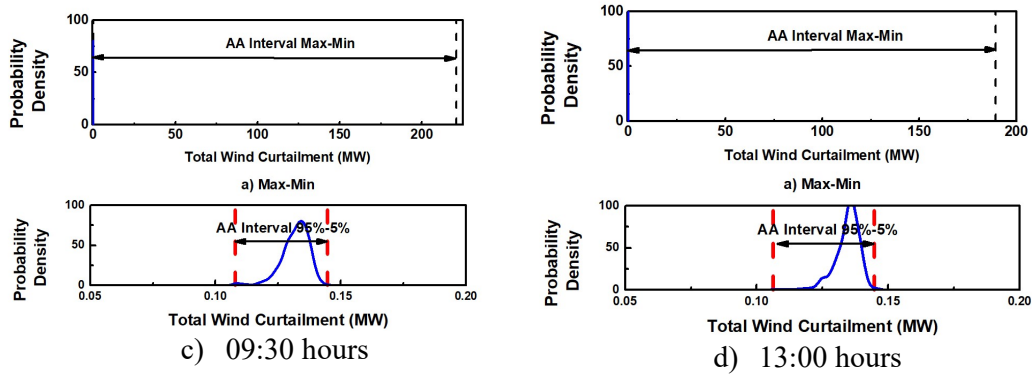 100
50
0
Probability
Density
AA Interval Max-Min
0 50 100 150 200
Total Wind Curtailment (MW)
100
50
0
Probability
Density
AA Interval 95%-5%
0.05 0.10 0.15 0.20
Total Wind Curtailment (MW)
c) 09:30 hours
100
50
0
Probability
Density
AA Interval Max-Min
0 50 100 150 200
Total Wind Curtailment (MW)
a) Max-Min
100
50
0
Probability
Density
AA Interval 95%-5%
0.05 0.10 0.15 0.20
Total Wind Curtailment (MW)
d) 13:00 hours